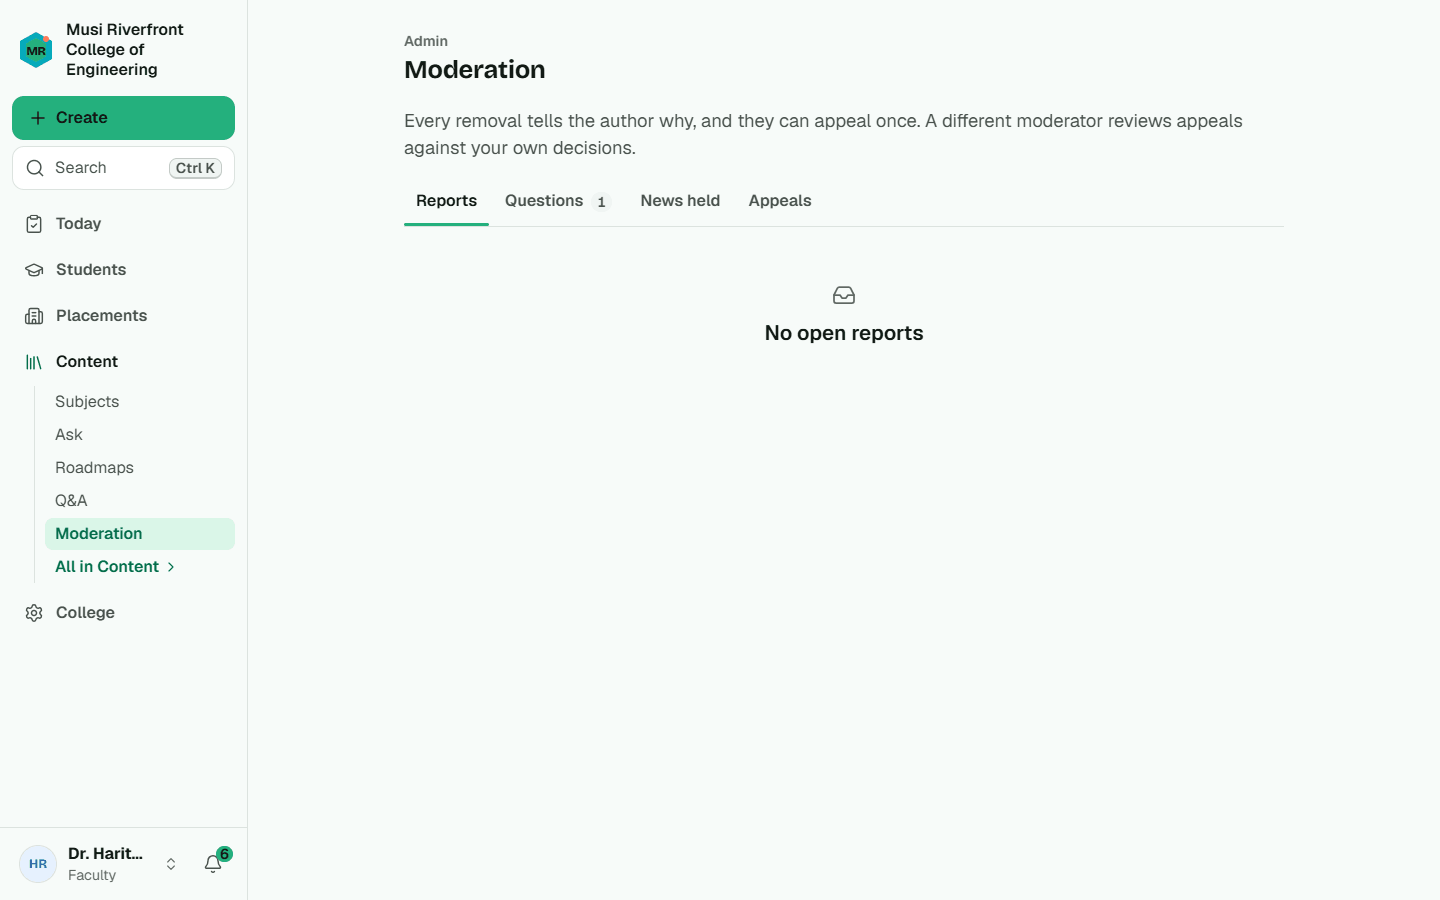 MR
Musi Riverfront
College of
Engineering
Create
Search
Ctrl K
Today
Students
Placements
Content
Subjects
Ask
Roadmaps
Q&A
Moderation
All in Content
College
HR
Dr. Harit...
Faculty
6
Admin
Moderation
Every removal tells the author why, and they can appeal once. A different moderator reviews appeals
against your own decisions.
Reports
Questions 1
News held
Appeals
No open reports